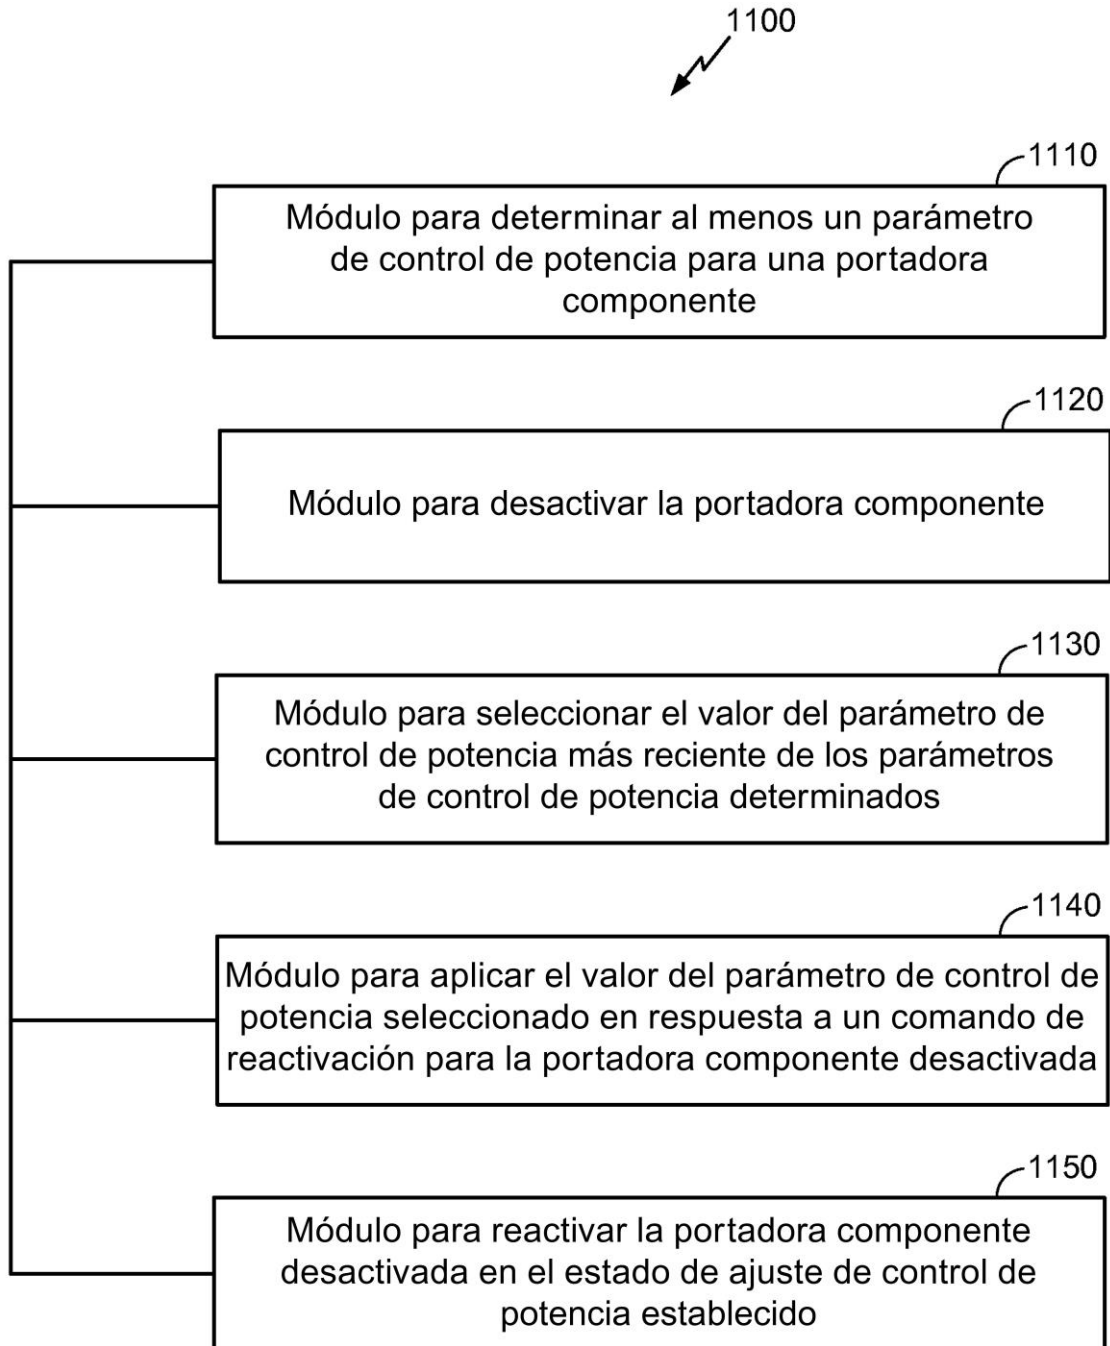 1100
1110
Módulo para determinar al menos un parámetro
de control de potencia para una portadora
componente
1120
Módulo para desactivar la portadora componente
1130
Módulo para seleccionar el valor del parámetro de
control de potencia más reciente de los parámetros
de control de potencia determinados
1140
Módulo para aplicar el valor del parámetro de control de
potencia seleccionado en respuesta a un comando de
reactivación para la portadora componente desactivada
1150
Módulo para reactivar la portadora componente
desactivada en el estado de ajuste de control de
potencia establecido